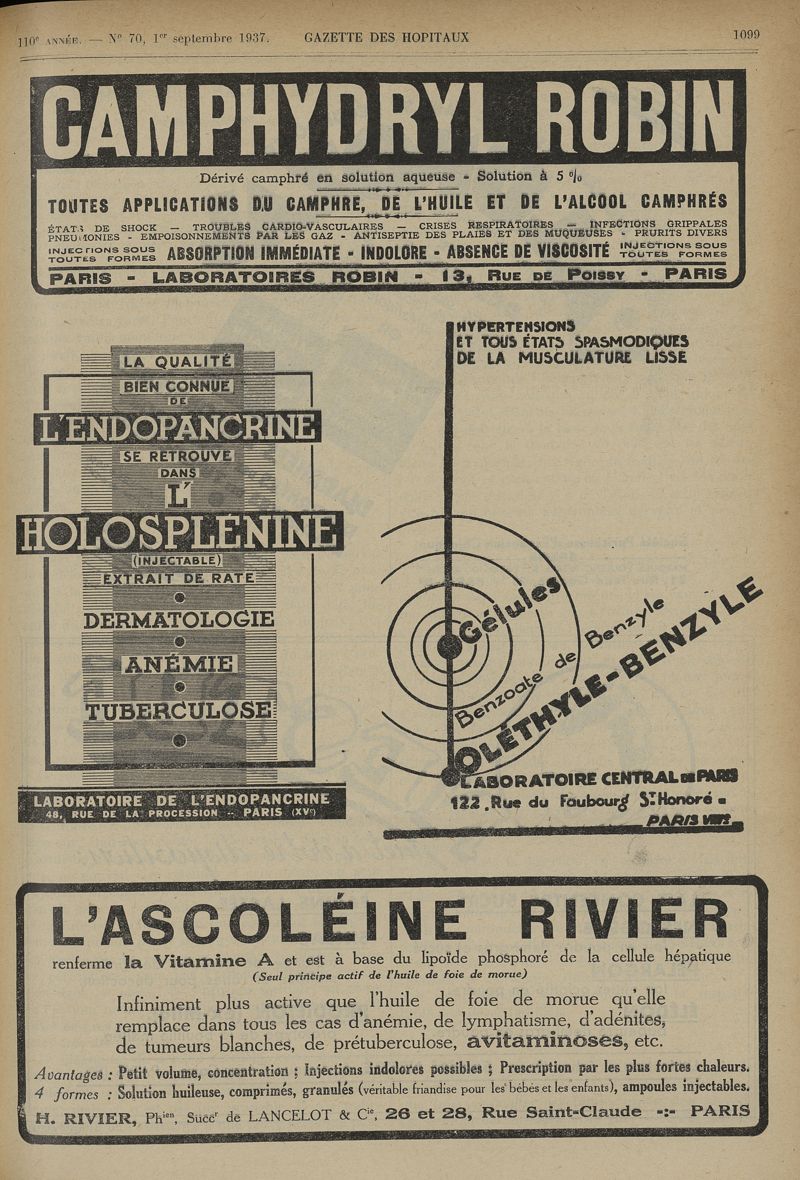 110e ANNÉE. — No 70, 1er septembre 1937. GAZETTE DES HOPITAUX 1099
CAMPHYDRYL ROBIN
Dérivé camphré en solution aqueuse - Solution à 5 %
TOUTES APPLICATIONS DU CAMPHRE, DE L'HUILE ET DE L'ALCOOL CAMPHRÉS
ÉTATS DE SHOCK — TROUBLES CARDIO-VASCULAIRES — CRISES RESPIRATOIRES — INFECTIONS GRIPPALES
PNEUMONIES - EMPOISONNEMENTS PAR LES GAZ - ANTISEPTIE DES PLAIES ET DES MUQUEUSES - PRURITS DIVERS
INJECTIONS SOUS TOUTES FORMES ABSORPTION IMMÉDIATE - INDOLORE - ABSENCE DE VISCOSITÉ INJECTIONS SOUS TOUTES FORMES
PARIS - LABORATOIRES ROBIN - 13, RUE DE POISSY - PARIS
LA QUALITÉ
BIEN CONNUE
DE
L'ENDOPANCRINE
SE RETROUVE
DANS
L'
HOLOSPLÉNINE
(INJECTABLE)
EXTRAIT DE RATE
DERMATOLOGIE
ANÉMIE
TUBERCULOSE
LABORATOIRE DE L'ENDOPANCRINE
48, RUE DE LA PROCESSION -- PARIS (XVe)
HYPERTENSIONS
ET TOUS ÉTATS SPASMODIQUES
DE LA MUSCULATURE LISSE
Gélules
Benzoate de Benzyle
OLÉTHYLE-BENZYLE
LABORATOIRE CENTRAL DE PARIS
122, Rue du Faubourg St Honoré -
PARIS VIIIe
L'ASCOLÉINE RIVIER
renferme la Vitamine A et est à base du lipoïde phosphoré de la cellule hépatique
(Seul principe actif de l'huile de foie de morue)
Infiniment plus active que l'huile de foie de morue qu'elle
remplace dans tous les cas d'anémie, de lymphatisme, d'adénites,
de tumeurs blanches, de prétuberculose, avitaminoses, etc.
Avantages : Petit volume, concentration ; Injections indolores possibles ; Prescription par les plus fortes chaleurs.
4 formes : Solution huileuse, comprimés, granulés (véritable friandise pour les bébés et les enfants), ampoules injectables.
H. RIVIER, Phien, Succr de LANCELOT & Cie, 26 et 28, Rue Saint-Claude -:- PARIS